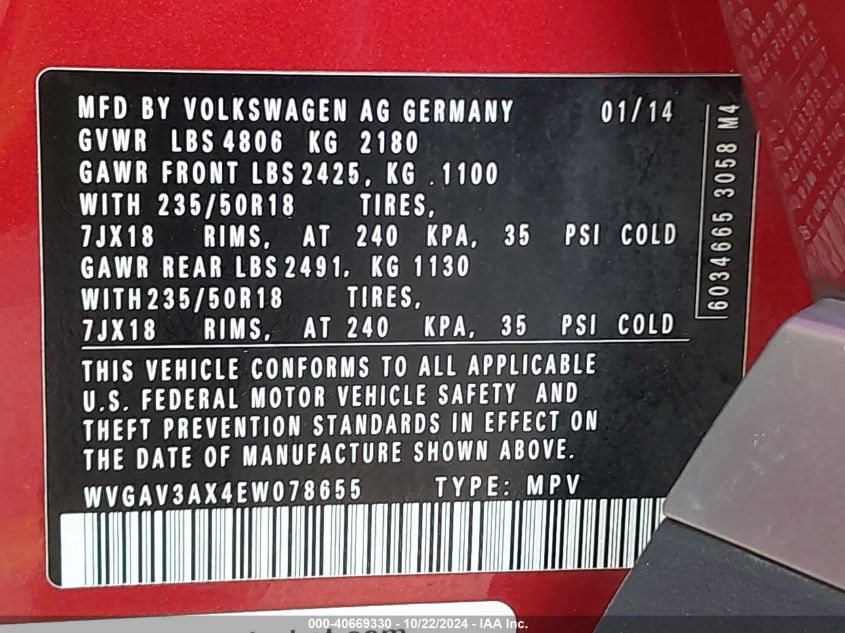 MFD BY VOLKSWAGEN AG GERMANY 01/14
GVWR LBS 4806 KG 2180
GAWR FRONT LBS 2425, KG .1100
WITH 235/50R18 TIRES,
7JX18 RIMS, AT 240 KPA, 35 PSI COLD
GAWR REAR LBS 2491, KG 1130
WITH 235/50R18 TIRES,
7JX18 RIMS, AT 240 KPA, 35 PSI COLD
THIS VEHICLE CONFORMS TO ALL APPLICABLE
U.S. FEDERAL MOTOR VEHICLE SAFETY AND
THEFT PREVENTION STANDARDS IN EFFECT ON
THE DATE OF MANUFACTURE SHOWN ABOVE.
WVGAV3AX4EW078655 TYPE: MPV
6034665 3058 M4
000-40669330 - 10/22/2024 - IAA Inc.